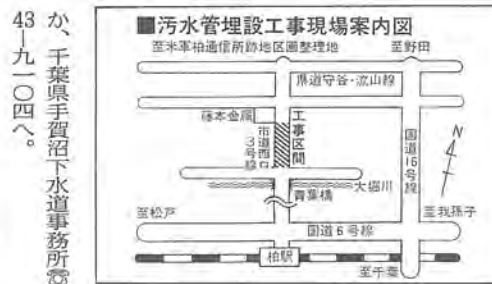 か、千葉県手賀沼下水道事務所☎
43―九一〇四へ。
■汚水管埋設工事現場案内図
至米軍柏通信所跡地区画整理地
至野田
県道守谷・流山線
藤本金属
工事区間
市道西口3号線
国道16号線
N
大堀川
青葉橋
至松戸
至我孫子
国道6号線
柏駅
至千葉